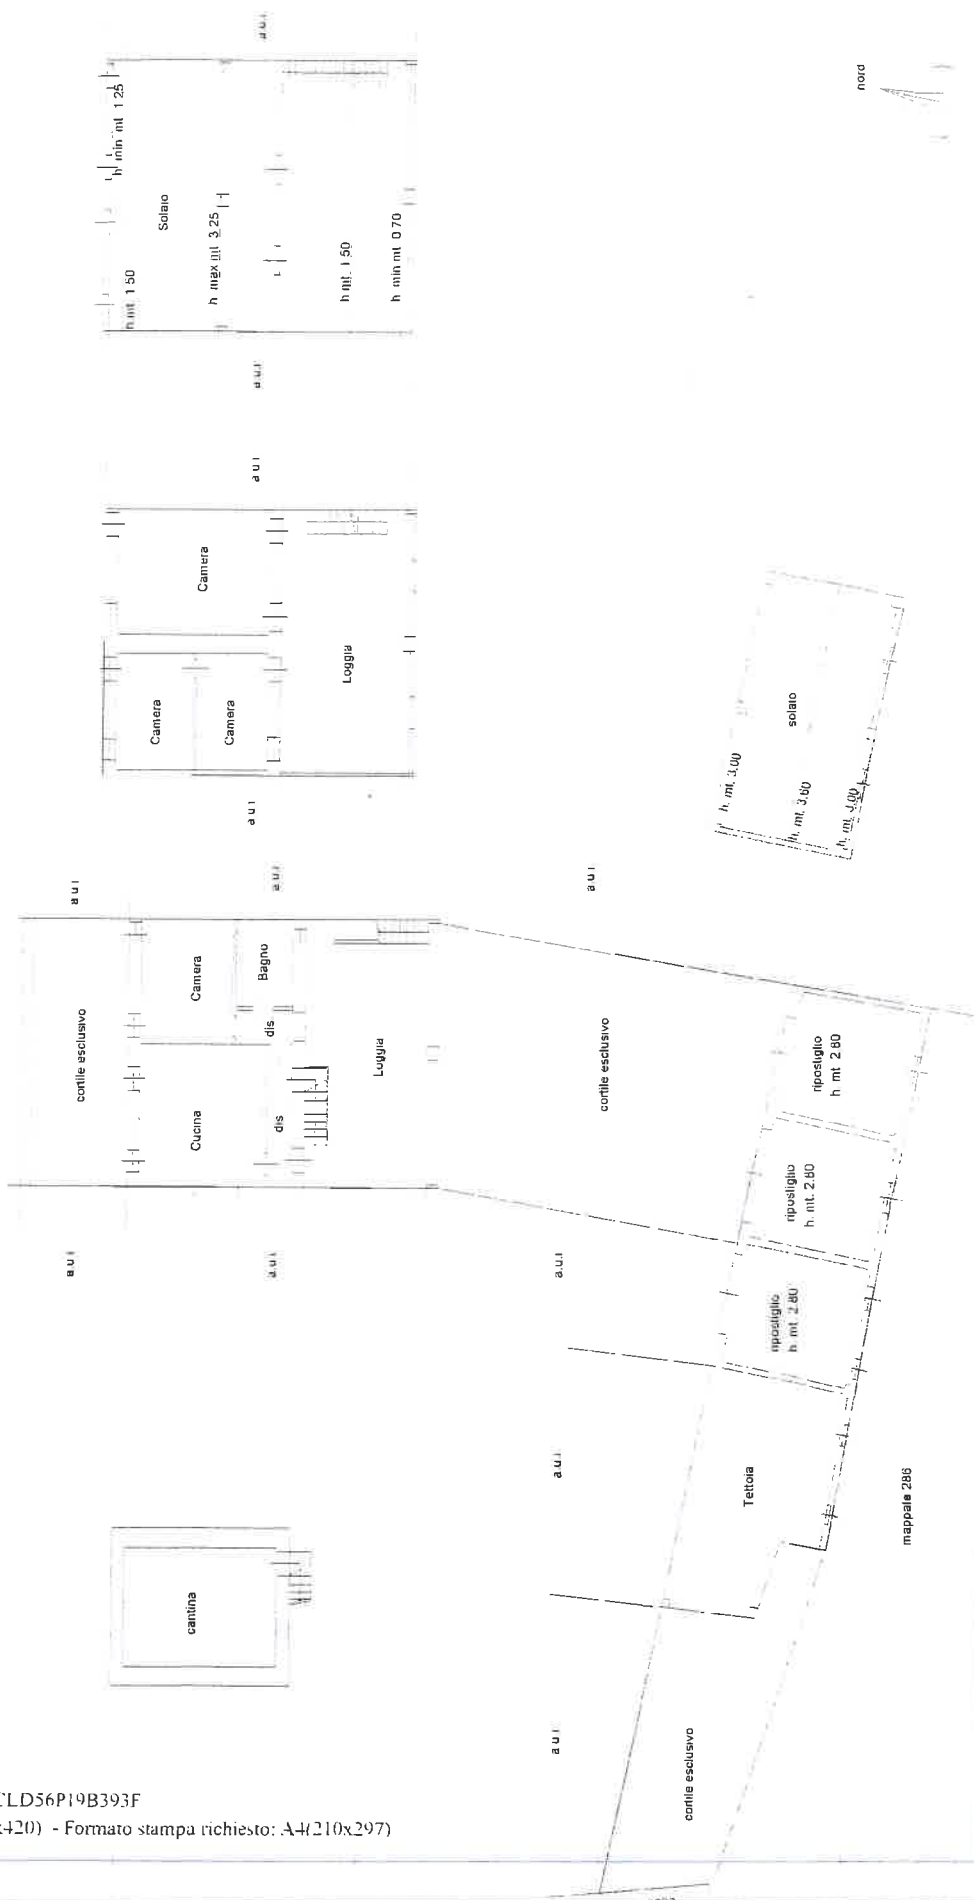 a.u.i
nord
h min mt 1 25
Solaio
h max mt 3 25
h mt. 1 50
h mt. 1 50
h min mt 0 70
a.u.i
a u i
Camera
Camera
Camera
Loggia
a u i
solaio
h. mt. 3.00
h. mt. 3.60
h. mt. 3.00
a u i
a.u.i
a.u.i
cortile esclusivo
Camera
Bagno
dis
Cucina
dis
Loggia
cortile esclusivo
ripostiglio
h. mt 2 80
ripostiglio
h. mt. 2.80
ripostiglio
h. mt. 2 80
a.u.i
a.u.i
a.u.i
a.u.i
Tettoia
mappale 286
cantina
a u i
cortile esclusivo
CLD56P19B393F
x420) - Formato stampa richiesto: A4(210x297)